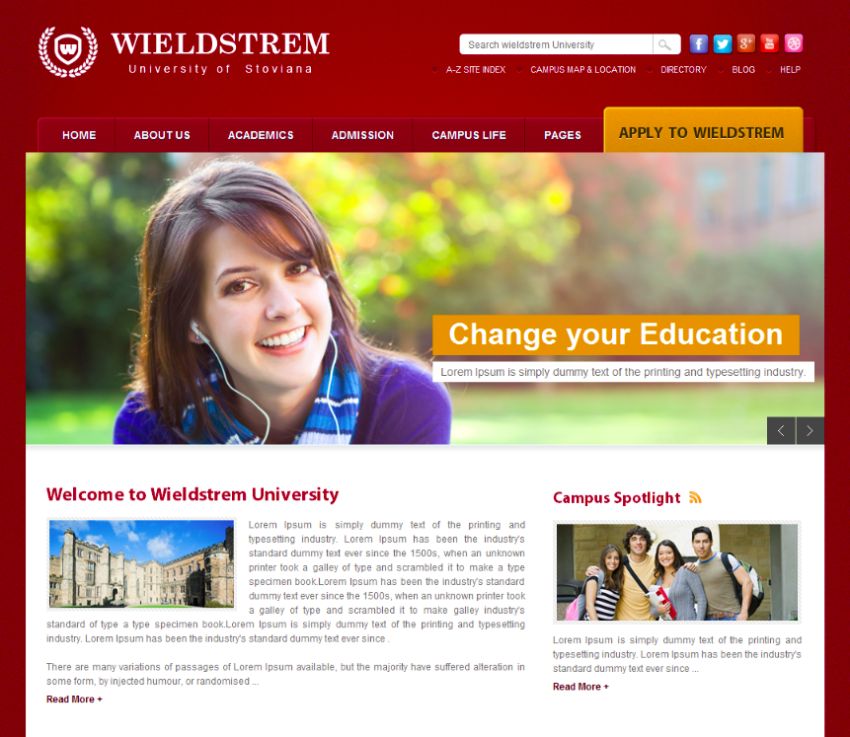 WIELDSTREM
University of Stoviana
W
Search wieldstrem University
A-Z SITE INDEX
CAMPUS MAP & LOCATION
DIRECTORY
BLOG
HELP
HOME
ABOUT US
ACADEMICS
ADMISSION
CAMPUS LIFE
PAGES
APPLY TO WIELDSTREM
Change your Education
Lorem Ipsum is simply dummy text of the printing and typesetting industry.
Welcome to Wieldstrem University
Lorem Ipsum is simply dummy text of the printing and
typesetting industry. Lorem Ipsum has been the industry's
standard dummy text ever since the 1500s, when an unknown
printer took a galley of type and scrambled it to make a type
specimen book.Lorem Ipsum has been the industry's standard
dummy text ever since the 1500s, when an unknown printer took
a galley of type and scrambled it to make galley industry's
standard of type a type specimen book.Lorem Ipsum is simply dummy text of the printing and typesetting
industry. Lorem Ipsum has been the industry's standard dummy text ever since .
There are many variations of passages of Lorem Ipsum available, but the majority have suffered alteration in
some form, by injected humour, or randomised ...
Read More +
Campus Spotlight
Lorem Ipsum is simply dummy text of the printing and
typesetting industry. Lorem Ipsum has been the industry's
standard dummy text ever since ...
Read More +